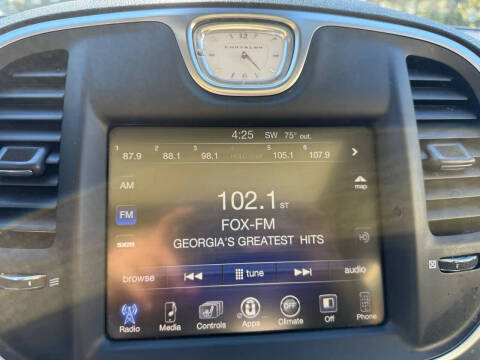 CHRYSLER
4:25 SW 75° out.
1 2 3 4 5 6
87.9 88.1 98.1 105.1 107.9
AM
map
102.1 ST
FM
FOX-FM
sxm
GEORGIA'S GREATEST HITS
browse tune audio
OFF
Radio Media Controls Apps Climate Off Phone